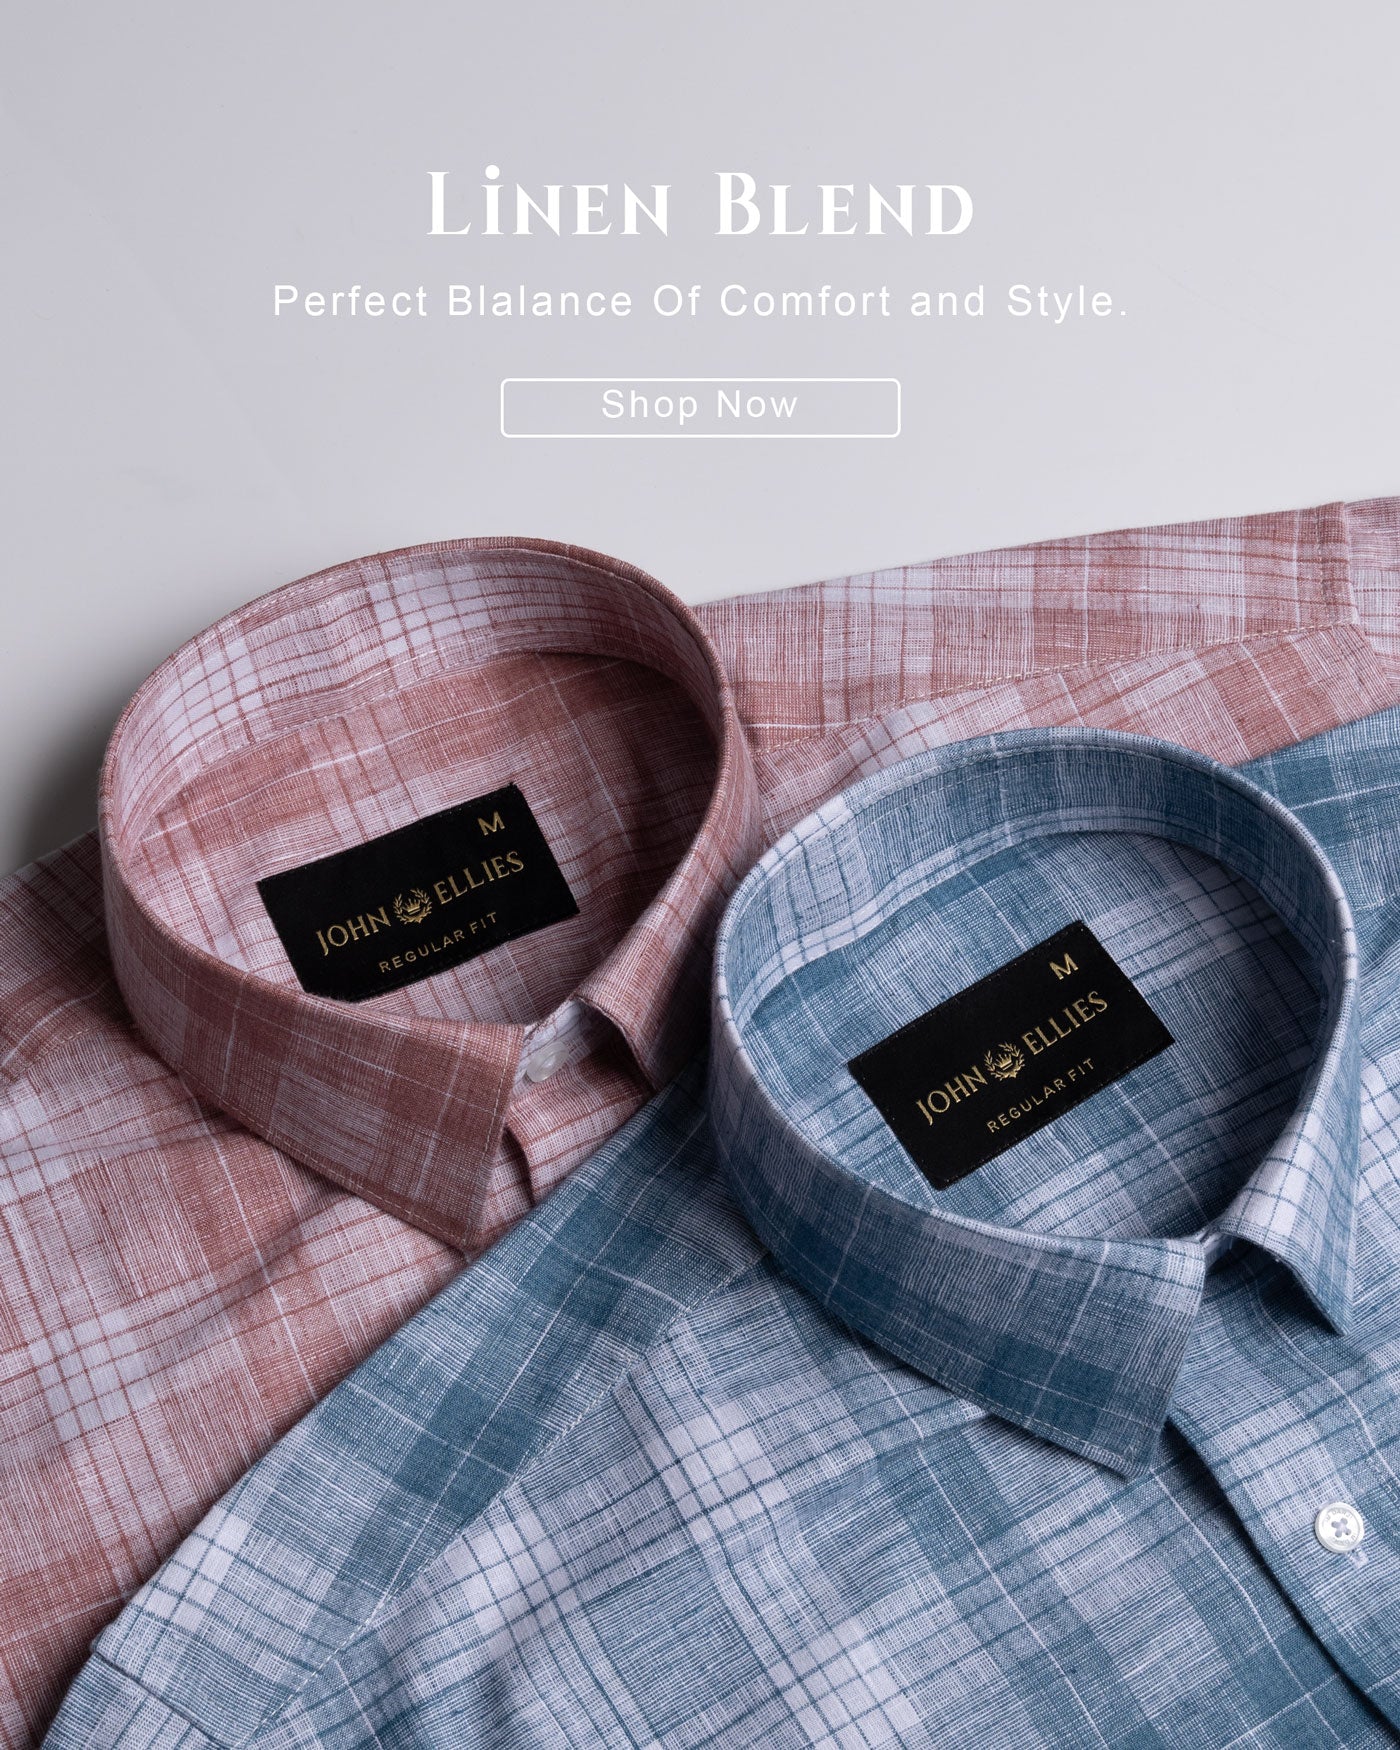 Linen Blend
Perfect Blalance Of Comfort and Style.
Shop Now
M
JOHN ELLIES
REGULAR FIT
M
JOHN ELLIES
REGULAR FIT